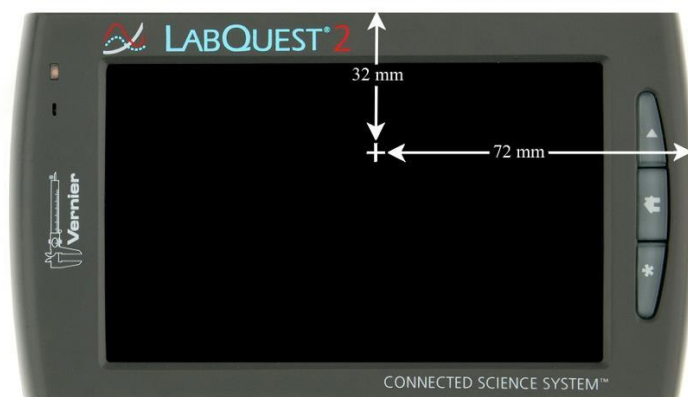 LABQUEST® 2
32 mm
72 mm
Vernier
CONNECTED SCIENCE SYSTEM™